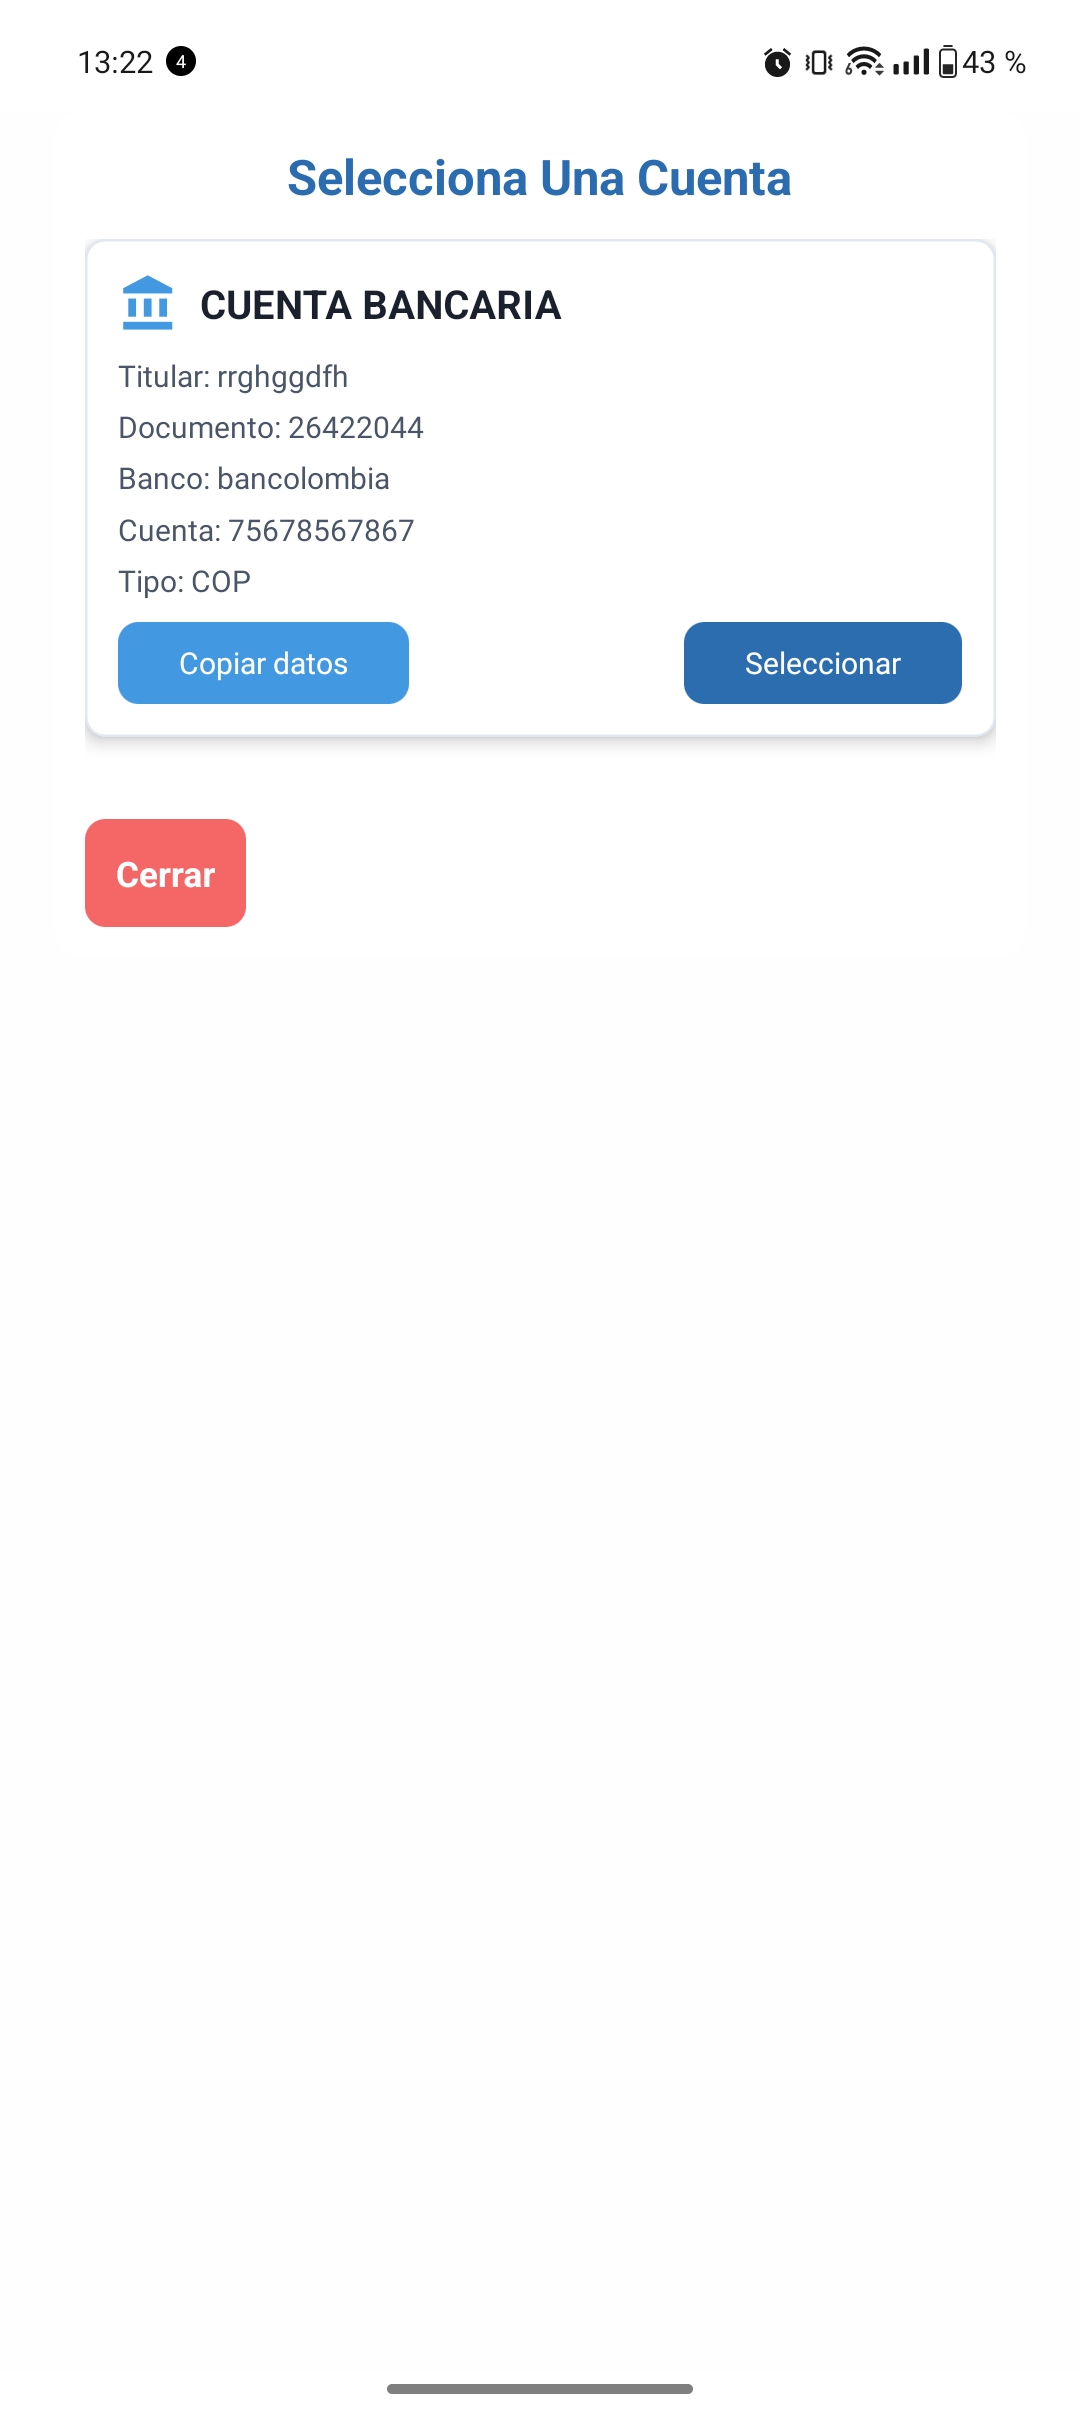 13:22 4 43 %
Selecciona Una Cuenta
CUENTA BANCARIA
Titular: rrghggdfh
Documento: 26422044
Banco: bancolombia
Cuenta: 75678567867
Tipo: COP
Copiar datos Seleccionar
Cerrar